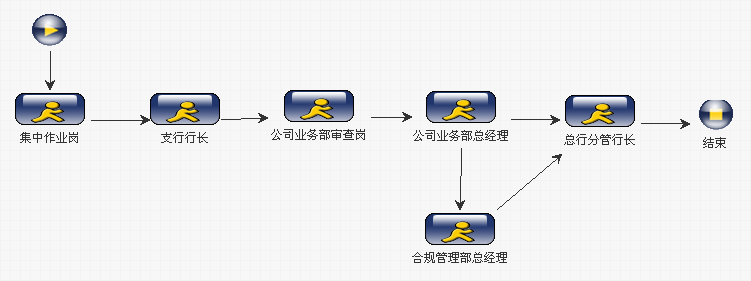 集中作业岗
支行行长
公司业务部审查岗
公司业务部总经理
总行分管行长
结束
合规管理部总经理